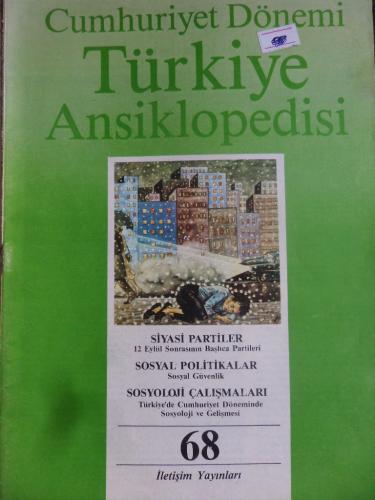 Cumhuriyet Dönemi
Türkiye
Ansiklopedisi
SİYASİ PARTİLER
12 Eylül Sonrasının Başlıca Partileri
SOSYAL POLİTİKALAR
Sosyal Güvenlik
SOSYOLOJİ ÇALIŞMALARI
Türkiye'de Cumhuriyet Döneminde
Sosyoloji ve Gelişmesi
68
İletişim Yayınları